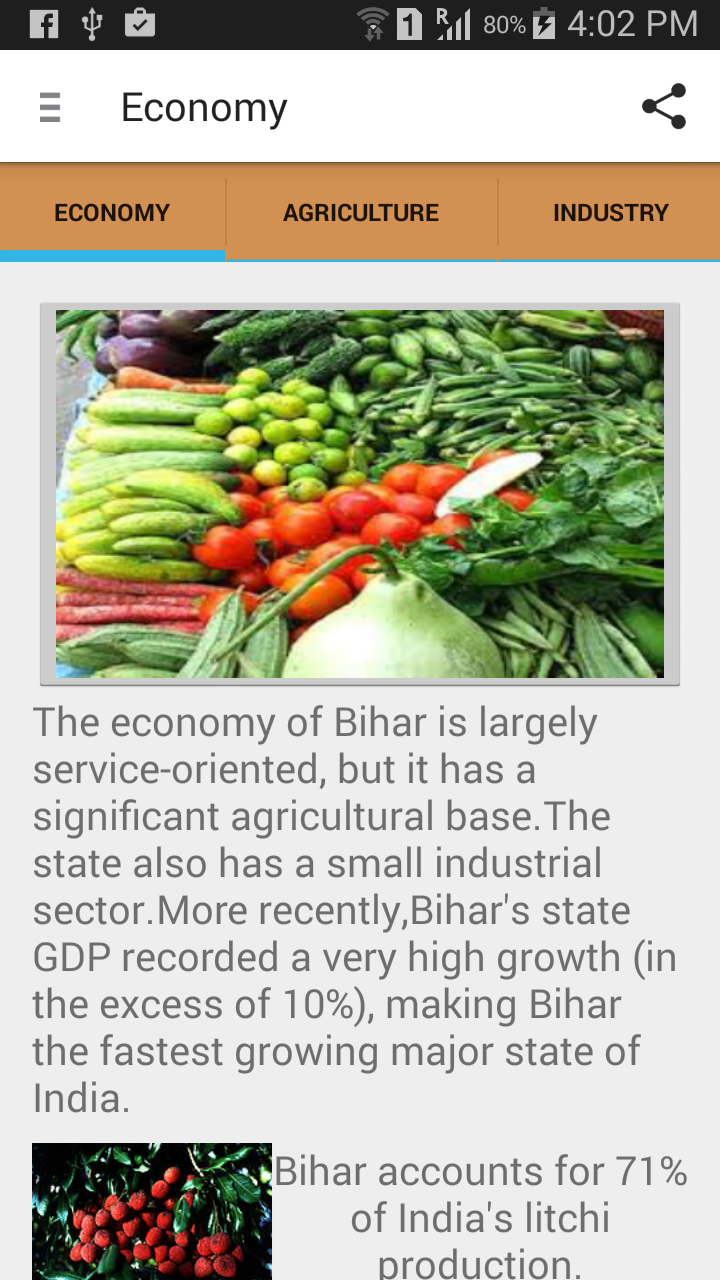 1
R
80%
4:02 PM
Economy
ECONOMY
AGRICULTURE
INDUSTRY
The economy of Bihar is largely
service-oriented, but it has a
significant agricultural base.The
state also has a small industrial
sector.More recently,Bihar's state
GDP recorded a very high growth (in
the excess of 10%), making Bihar
the fastest growing major state of
India.
Bihar accounts for 71%
of India's litchi
production.